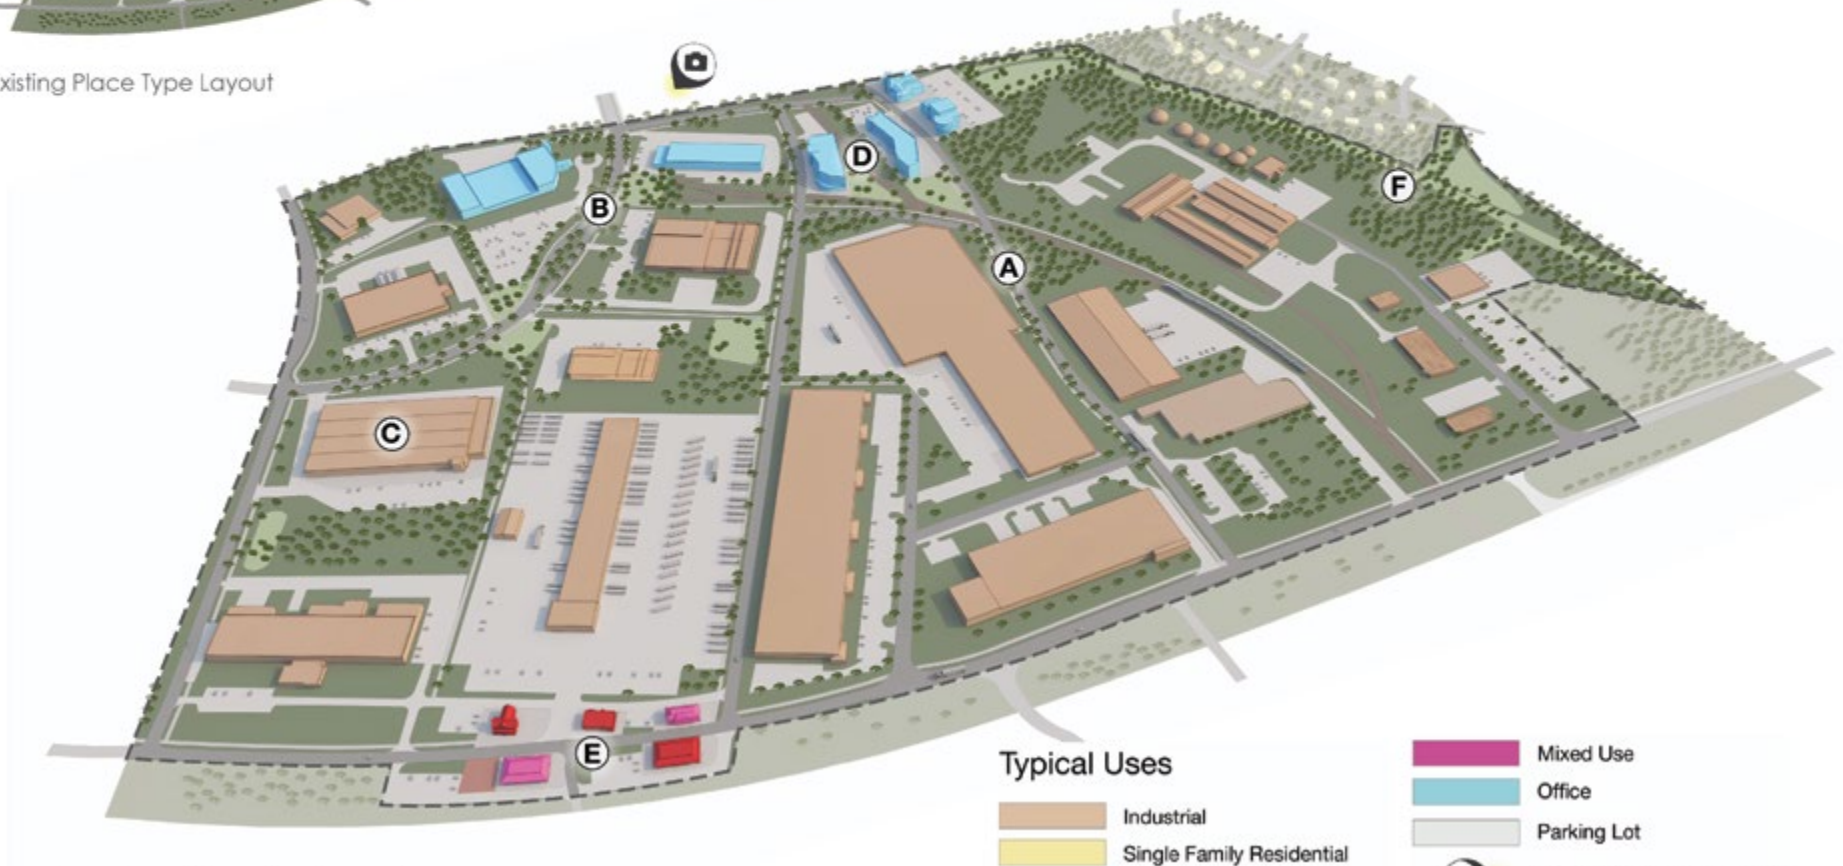 xisting Place Type Layout
D
F
B
A
C
E
Typical Uses
Industrial
Single Family Residential
Mixed Use
Office
Parking Lot